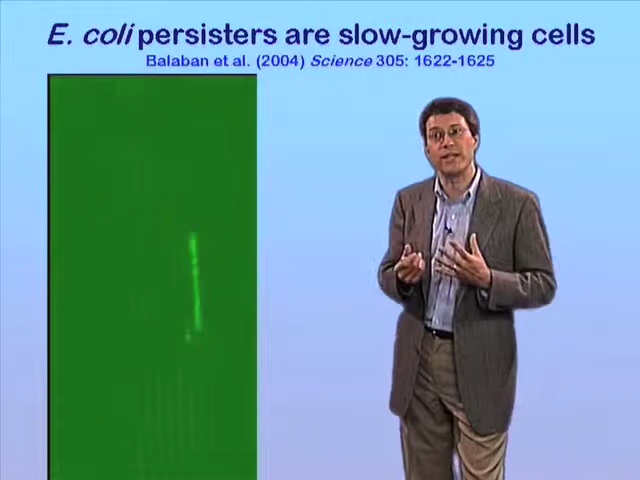 E. coli persisters are slow-growing cells
Balaban et al. (2004) Science 305: 1622-1625